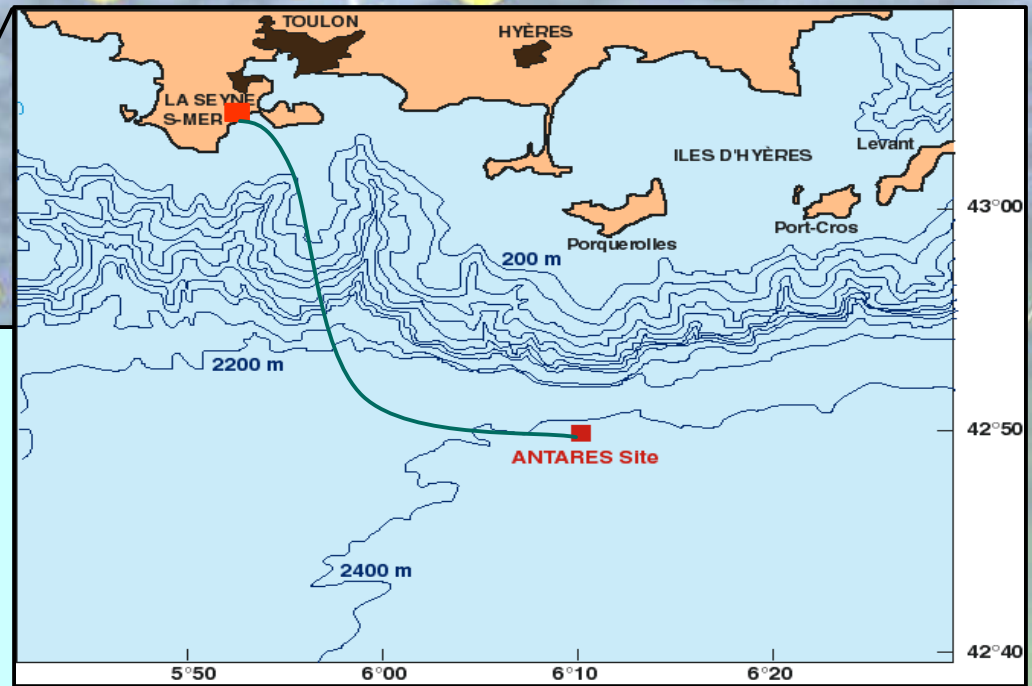 TOULON
HYÈRES
LA SEYNE
S-MER
Levant
ILES D'HYÈRES
43°00
Port-Cros
Porquerolles
200 m
2200 m
42°50
ANTARES Site
2400 m
42°40
5°50
6°00
6°10
6°20